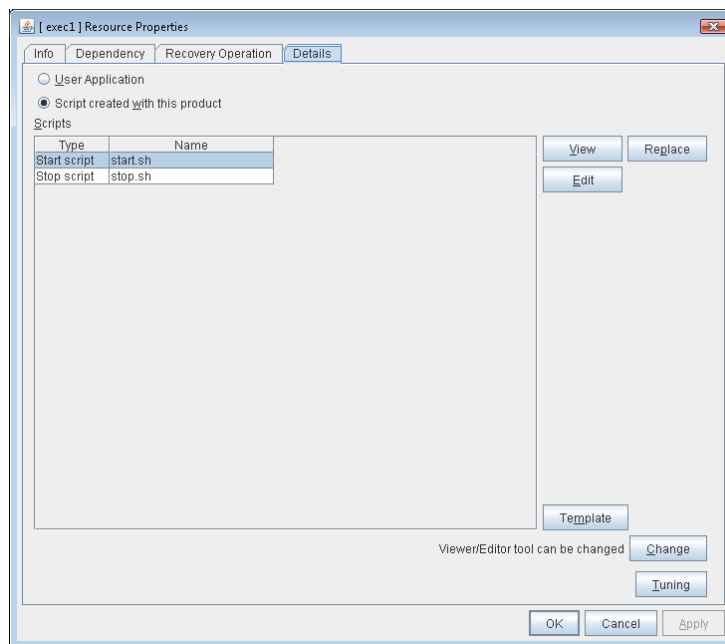 [ exec1 ] Resource Properties
Info Dependency Recovery Operation Details
User Application
Script created with this product
Scripts
Type Name
Start script start.sh
Stop script stop.sh
View Replace
Edit
Template
Viewer/Editor tool can be changed Change
Tuning
OK Cancel Apply